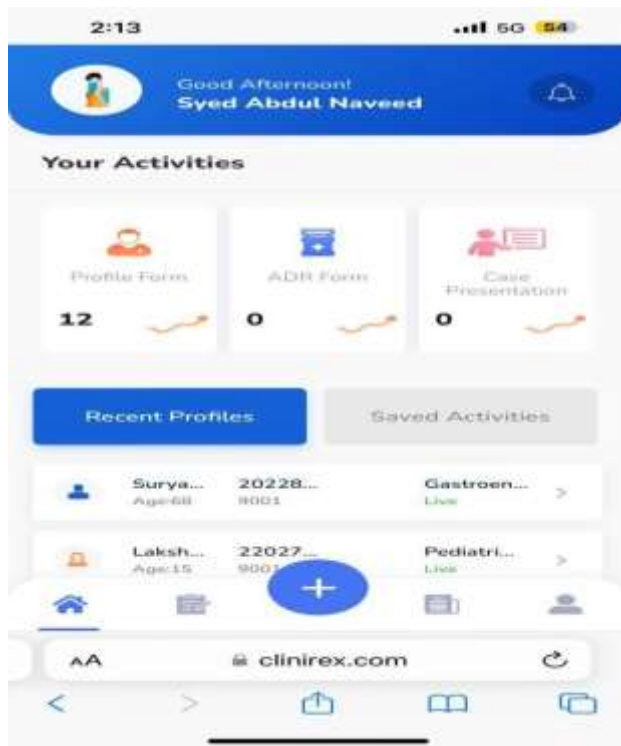 2:13 5G 54
Good Afternoon!
Syed Abdul Naveed
Your Activities
Profile Form
ADR Form
Case
Presentation
12
0
0
Recent Profiles
Saved Activities
Surya... 20228... Gastroen...
Age:68 9001 Live
Laksh... 22027... Pediatri...
Age:15 9001 Live
AA clinirex.com